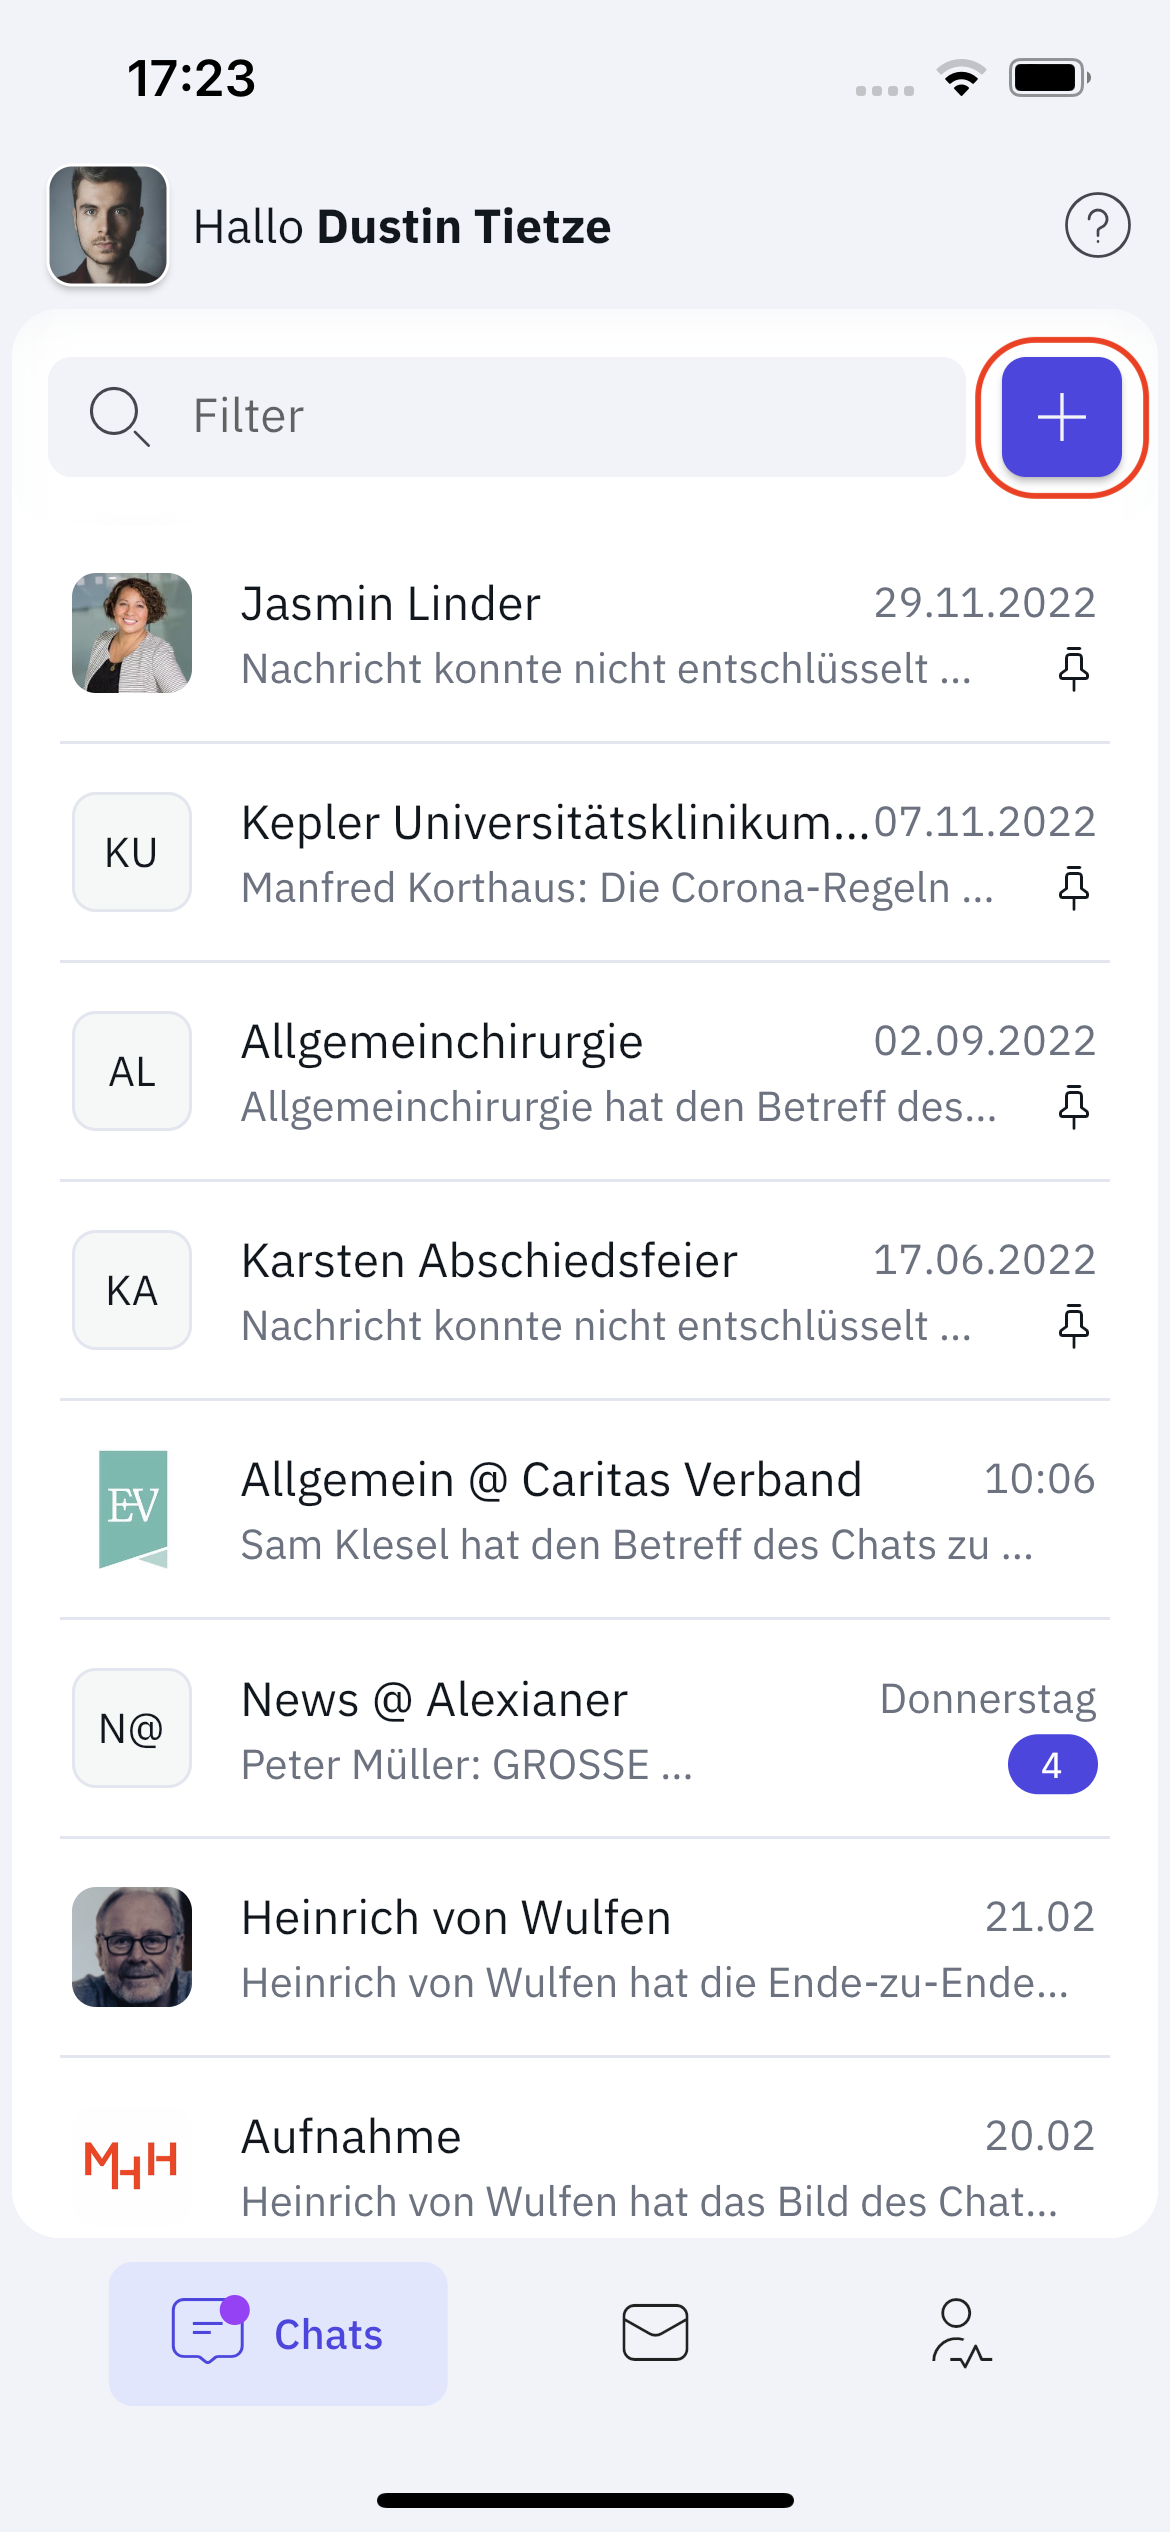 17:23
Hallo Dustin Tietze
?
Filter
Jasmin Linder 29.11.2022
Nachricht konnte nicht entschlüsselt ...
KU
Kepler Universitätsklinikum... 07.11.2022
Manfred Korthaus: Die Corona-Regeln ...
AL
Allgemeinchirurgie 02.09.2022
Allgemeinchirurgie hat den Betreff des...
KA
Karsten Abschiedsfeier 17.06.2022
Nachricht konnte nicht entschlüsselt ...
EV
Allgemein @ Caritas Verband 10:06
Sam Klesel hat den Betreff des Chats zu ...
N@
News @ Alexianer Donnerstag
Peter Müller: GROSSE ... 4
Heinrich von Wulfen 21.02
Heinrich von Wulfen hat die Ende-zu-Ende...
MHH
Aufnahme 20.02
Heinrich von Wulfen hat das Bild des Chat...
Chats